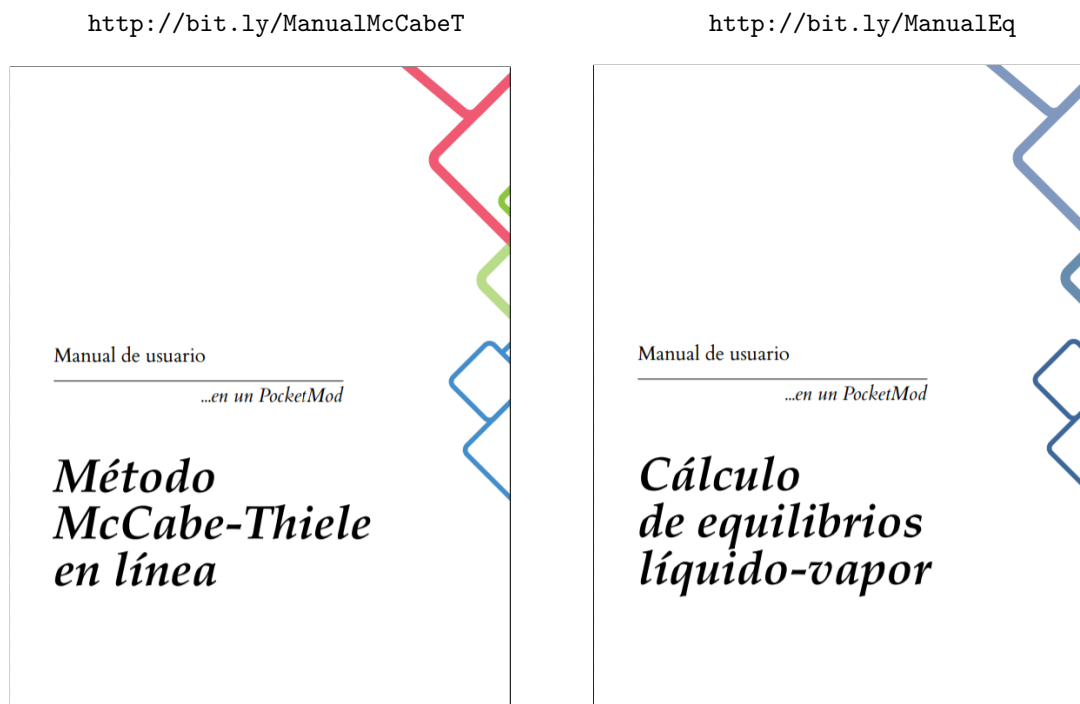 http://bit.ly/ManualMcCabeT
Manual de usuario
...en un PocketMod
Método
McCabe-Thiele
en línea
http://bit.ly/ManualEq
Manual de usuario
...en un PocketMod
Cálculo
de equilibrios
líquido-vapor